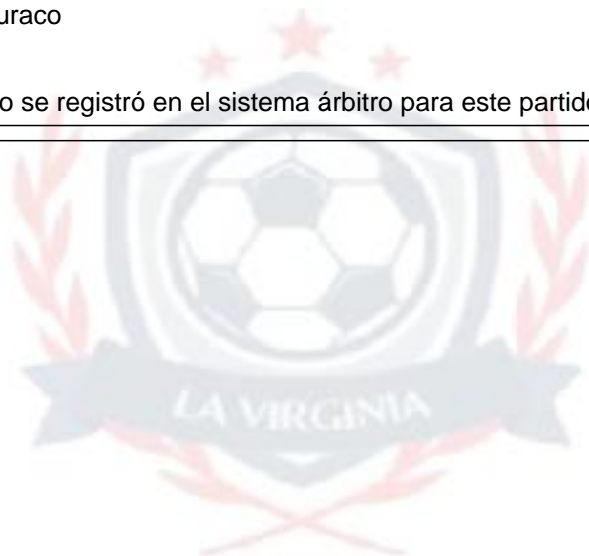 uraco
o se registró en el sistema árbitro para este partid
LA VIRGINIA